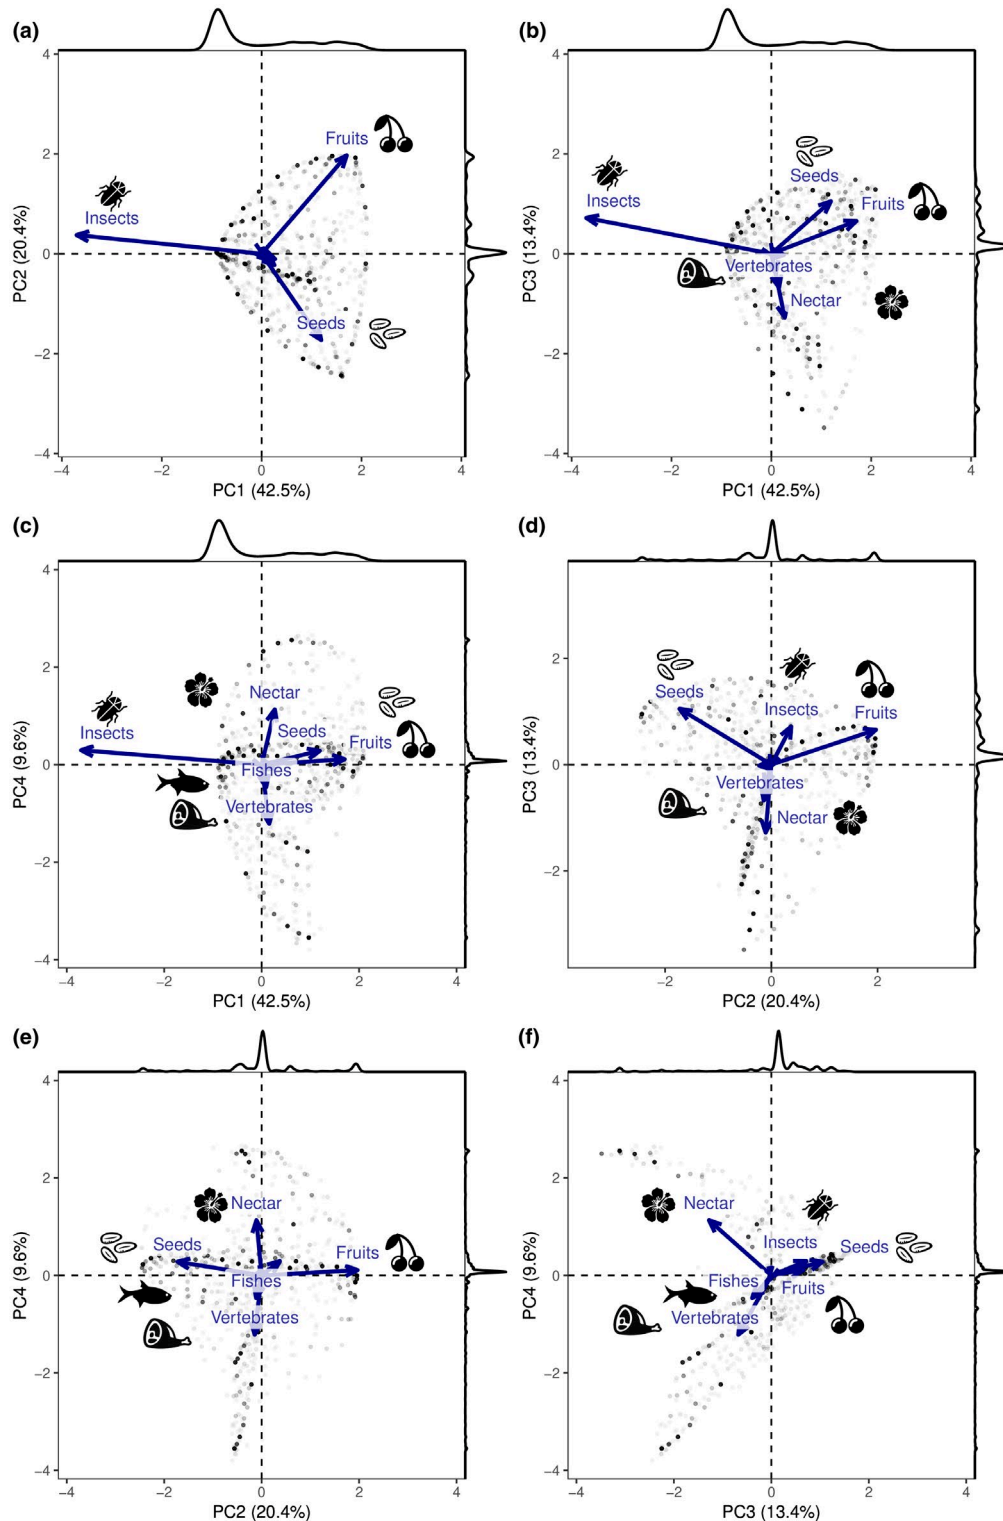 (a)
4
2
0
−2
−4
PC2 (20.4%)
Fruits
Insects
Seeds
−4 −2 0 2 4
PC1 (42.5%)
(b)
4
2
0
−2
−4
PC3 (13.4%)
Seeds
Insects
Fruits
Vertebrates
Nectar
−4 −2 0 2 4
PC1 (42.5%)
(c)
4
2
0
−2
−4
PC4 (9.6%)
Nectar
Insects
Seeds
Fruits
Fishes
Vertebrates
−4 −2 0 2 4
PC1 (42.5%)
(d)
2
0
−2
PC3 (13.4%)
Seeds
Insects
Fruits
Vertebrates
Nectar
−2 0 2
PC2 (20.4%)
(e)
4
2
0
−2
−4
PC4 (9.6%)
Nectar
Seeds
Fruits
Fishes
Vertebrates
−4 −2 0 2 4
PC2 (20.4%)
(f)
4
2
0
−2
−4
PC4 (9.6%)
Nectar
Insects
Seeds
Fishes
Fruits
Vertebrates
−4 −2 0 2 4
PC3 (13.4%)